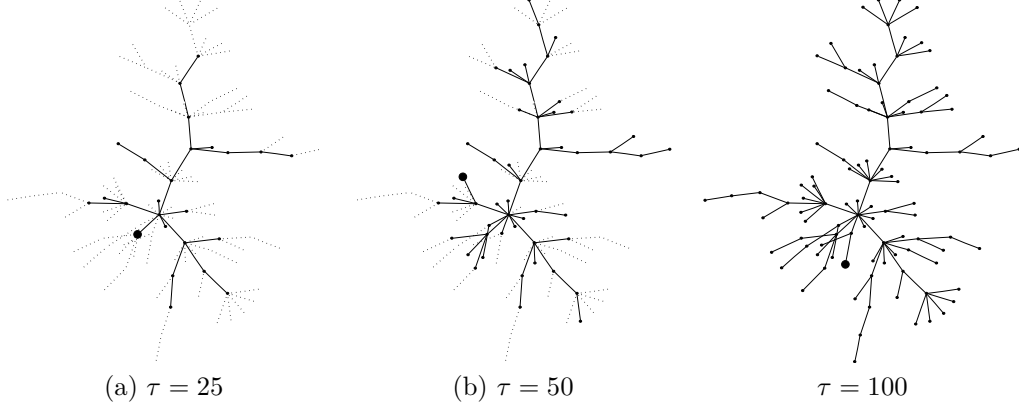 (a) τ = 25
(b) τ = 50
τ = 100